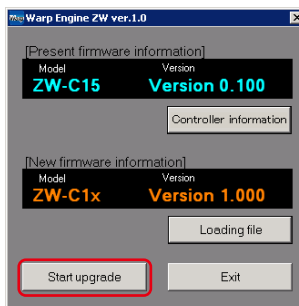 Warp Engine ZW ver.1.0
[Present firmware information]
Model Version
ZW-C15 Version 0.100
Controller information
[New firmware information]
Model Version
ZW-C1x Version 1.000
Loading file
Start upgrade Exit